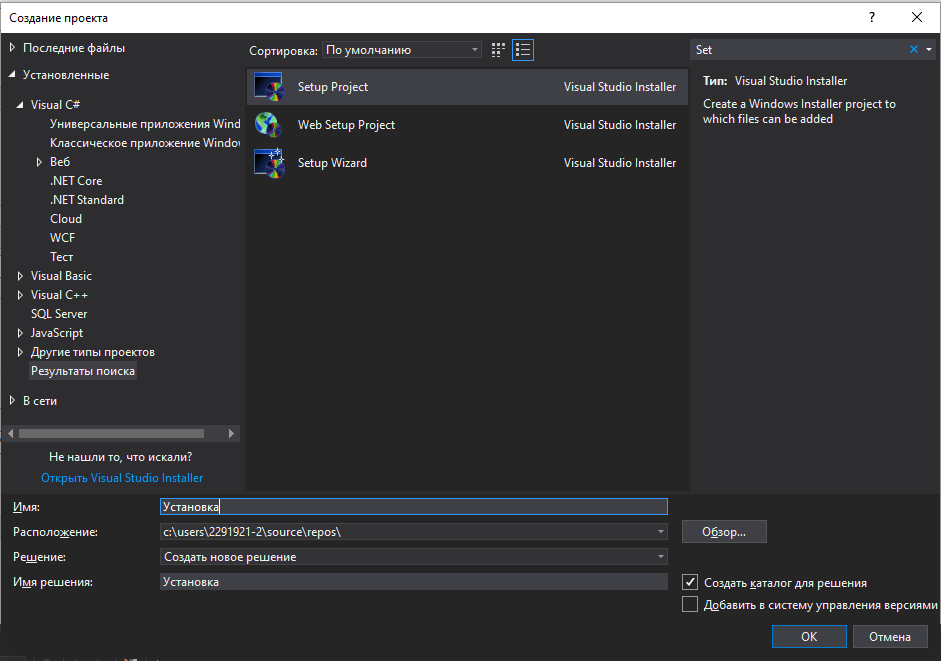 Создание проекта
?
Последние файлы
Установленные
Visual C#
Универсальные приложения Wind
Классическое приложение Windov
Веб
.NET Core
.NET Standard
Cloud
WCF
Тест
Visual Basic
Visual C++
SQL Server
JavaScript
Другие типы проектов
Результаты поиска
В сети
Не нашли то, что искали?
Открыть Visual Studio Installer
Сортировка: По умолчанию
Setup Project Visual Studio Installer
Web Setup Project Visual Studio Installer
Setup Wizard Visual Studio Installer
Set
Тип: Visual Studio Installer
Create a Windows Installer project to
which files can be added
Имя: Установка
Расположение: c:\users\2291921-2\source\repos\
Обзор...
Решение: Создать новое решение
Имя решения: Установка
Создать каталог для решения
Добавить в систему управления версиями
ОК Отмена